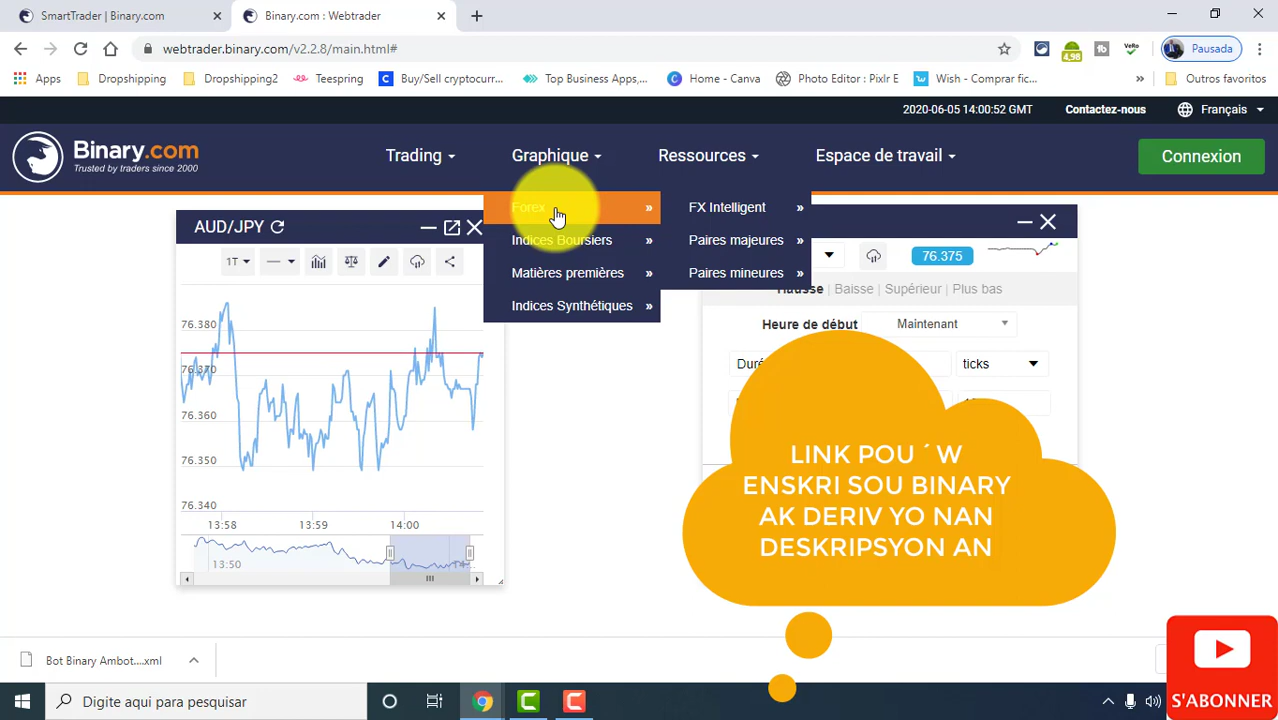 SmartTrader | Binary.com
Binary.com : Webtrader
webtrader.binary.com/v2.2.8/main.html#
4,98
VeRo
Pausada
Apps
Dropshipping
Dropshipping2
Teespring
Buy/Sell cryptocurr...
Top Business Apps,...
Home - Canva
Photo Editor : Pixlr E
Wish - Comprar fic...
Outros favoritos
2020-06-05 14:00:52 GMT
Contactez-nous
Français
Binary.com
Trusted by traders since 2000
Trading
Graphique
Ressources
Espace de travail
Connexion
Forex
FX Intelligent
Indices Boursiers
Paires majeures
Matières premières
Paires mineures
Indices Synthétiques
AUD/JPY
1T
76.380
76.370
76.360
76.350
76.340
13:58
13:59
14:00
13:50
76.375
Hausse
Baisse
Supérieur
Plus bas
Heure de début
Maintenant
Duré
ticks
LINK POU ´W
ENSKRI SOU BINARY
AK DERIV YO NAN
DESKRIPSYON AN
Bot Binary Ambot....xml
Digite aqui para pesquisar
S'ABONNER